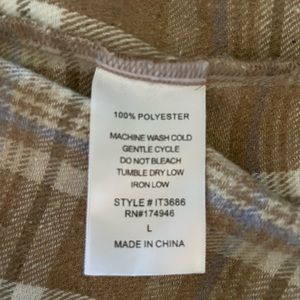 100% POLYESTER
MACHINE WASH COLD
GENTLE CYCLE
DO NOT BLEACH
TUMBLE DRY LOW
IRON LOW
STYLE # IT3686
RN#174946
L
MADE IN CHINA